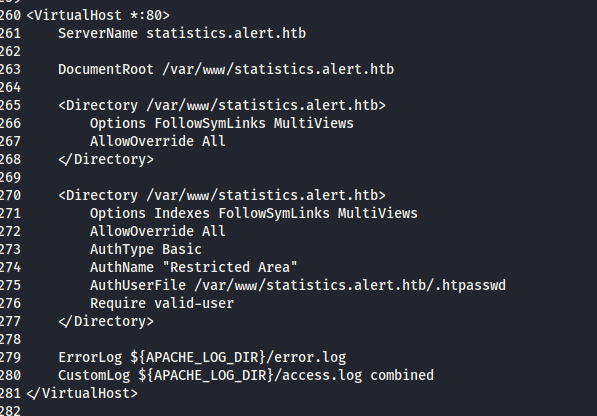 260 <VirtualHost *:80>
261     ServerName statistics.alert.htb
262
263     DocumentRoot /var/www/statistics.alert.htb
264
265     <Directory /var/www/statistics.alert.htb>
266         Options FollowSymLinks MultiViews
267         AllowOverride All
268     </Directory>
269
270     <Directory /var/www/statistics.alert.htb>
271         Options Indexes FollowSymLinks MultiViews
272         AllowOverride All
273         AuthType Basic
274         AuthName "Restricted Area"
275         AuthUserFile /var/www/statistics.alert.htb/.htpasswd
276         Require valid-user
277     </Directory>
278
279     ErrorLog ${APACHE_LOG_DIR}/error.log
280     CustomLog ${APACHE_LOG_DIR}/access.log combined
281 </VirtualHost>
282